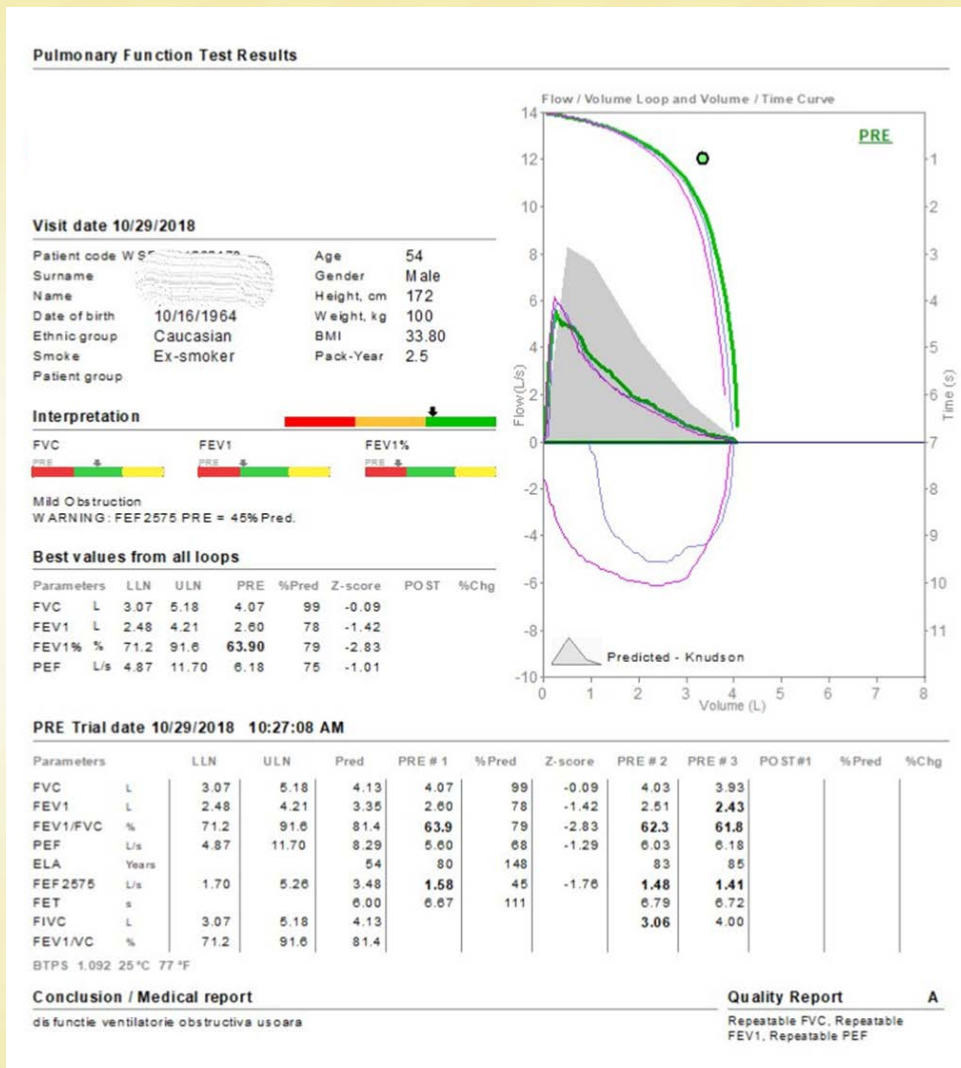 Pulmonary Function Test Results
Flow / Volume Loop and Volume / Time Curve
PRE
14
12
10
8
6
4
2
0
-2
-4
-6
-8
-10
Flow(L/s)
1
2
3
4
5
6
7
8
9
10
11
Time (s)
Predicted - Knudson
0 1 2 3 4 5 6 7 8
Volume (L)
Visit date 10/29/2018
Patient code Age 54
Surname Gender Male
Name Height, cm 172
Date of birth 10/16/1964 Weight, kg 100
Ethnic group Caucasian BMI 33.80
Smoke Ex-smoker Pack-Year 2.5
Patient group
Interpretation
FVC FEV1 FEV1%
PRE PRE PRE
Mild Obstruction
WARNING: FEF2575 PRE = 45% Pred.
Best values from all loops
Parameters LLN ULN PRE %Pred Z-score POST %Chg
FVC L 3.07 5.18 4.07 99 -0.09
FEV1 L 2.48 4.21 2.60 78 -1.42
FEV1% % 71.2 91.6 63.90 79 -2.83
PEF L/s 4.87 11.70 6.18 75 -1.01
PRE Trial date 10/29/2018 10:27:08 AM
Parameters LLN ULN Pred PRE # 1 %Pred Z-score PRE # 2 PRE # 3 POST#1 %Pred %Chg
FVC L 3.07 5.18 4.13 4.07 99 -0.09 4.03 3.93
FEV1 L 2.48 4.21 3.35 2.60 78 -1.42 2.51 2.43
FEV1/FVC % 71.2 91.6 81.4 63.9 79 -2.83 62.3 61.8
PEF L/s 4.87 11.70 8.29 5.60 68 -1.29 6.03 6.18
ELA Years 54 80 148 83 85
FEF2575 L/s 1.70 5.26 3.48 1.58 45 -1.76 1.48 1.41
FET s 6.00 6.67 111 6.79 6.72
FIVC L 3.07 5.18 4.13 3.06 4.00
FEV1/VC % 71.2 91.6 81.4
BTPS 1.092 25 °C 77 °F
Conclusion / Medical report
disfunctie ventilatorie obstructiva usoara
Quality Report A
Repeatable FVC, Repeatable
FEV1, Repeatable PEF